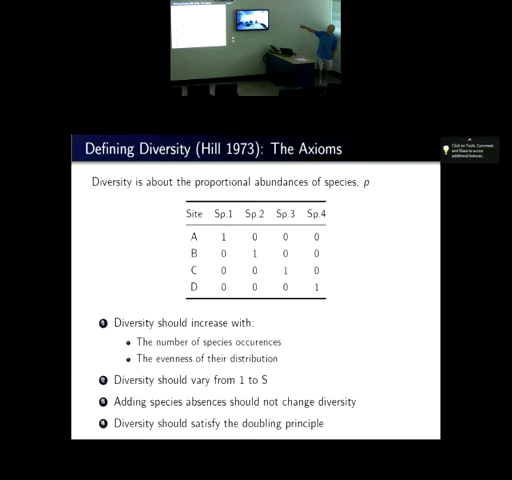 Defining Diversity (Hill 1973): The Axioms
Click on Tools, Comment
and Share to access
additional features.
Diversity is about the proportional abundances of species, p
Site Sp.1 Sp.2 Sp.3 Sp.4
A 1 0 0 0
B 0 1 0 0
C 0 0 1 0
D 0 0 0 1
1 Diversity should increase with:
• The number of species occurences
• The evenness of their distribution
2 Diversity should vary from 1 to S
3 Adding species absences should not change diversity
4 Diversity should satisfy the doubling principle